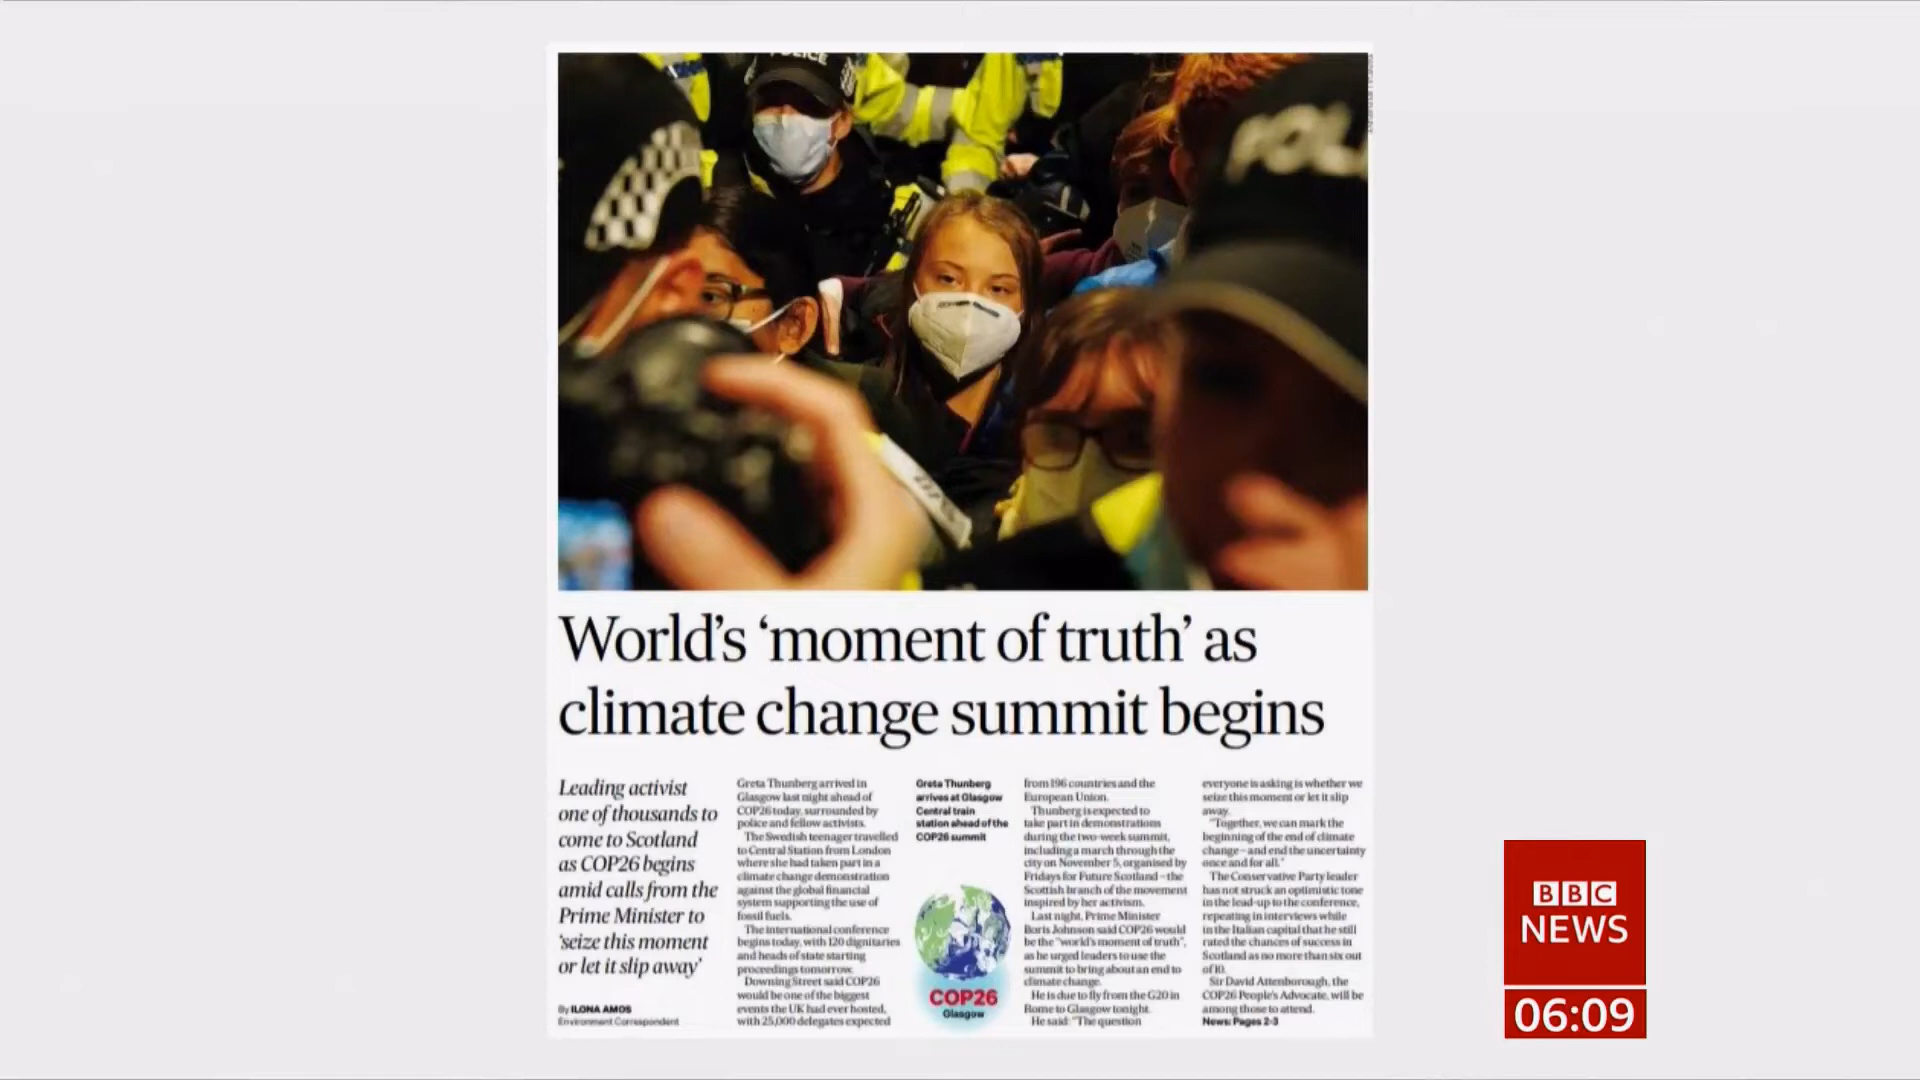 POLICE
POL
World's 'moment of truth' as
climate change summit begins
Leading activist
one of thousands to
come to Scotland
as COP26 begins
amid calls from the
Prime Minister to
'seize this moment
or let it slip away'
By ILONA AMOS
Environment Correspondent
Greta Thunberg arrived in
Glasgow last night ahead of
COP26 today, surrounded by
police and fellow activists.
The Swedish teenager travelled
to Central Station from London
where she had taken part in a
climate change demonstration
against the global financial
system supporting the use of
fossil fuels.
The international conference
begins today, with 120 dignitaries
and heads of state starting
proceedings tomorrow.
Downing Street said COP26
would be one of the biggest
events the UK had ever hosted,
with 25,000 delegates expected
Greta Thunberg
arrives at Glasgow
Central train
station ahead of the
COP26 summit
COP26
Glasgow
from 196 countries and the
European Union.
Thunberg is expected to
take part in demonstrations
during the two-week summit,
including a march through the
city on November 5, organised by
Fridays for Future Scotland – the
Scottish branch of the movement
inspired by her activism.
Last night, Prime Minister
Boris Johnson said COP26 would
be the "world's moment of truth",
as he urged leaders to use the
summit to bring about an end to
climate change.
He is due to fly from the G20 in
Rome to Glasgow tonight.
He said: "The question
everyone is asking is whether we
seize this moment or let it slip
away.
"Together, we can mark the
beginning of the end of climate
change – and end the uncertainty
once and for all."
The Conservative Party leader
has not struck an optimistic tone
in the lead-up to the conference,
repeating in interviews while
in the Italian capital that he still
rated the chances of success in
Scotland as no more than six out
of 10.
Sir David Attenborough, the
COP26 People's Advocate, will be
among those to attend.
News: Pages 2-3
BBC
NEWS
06:09